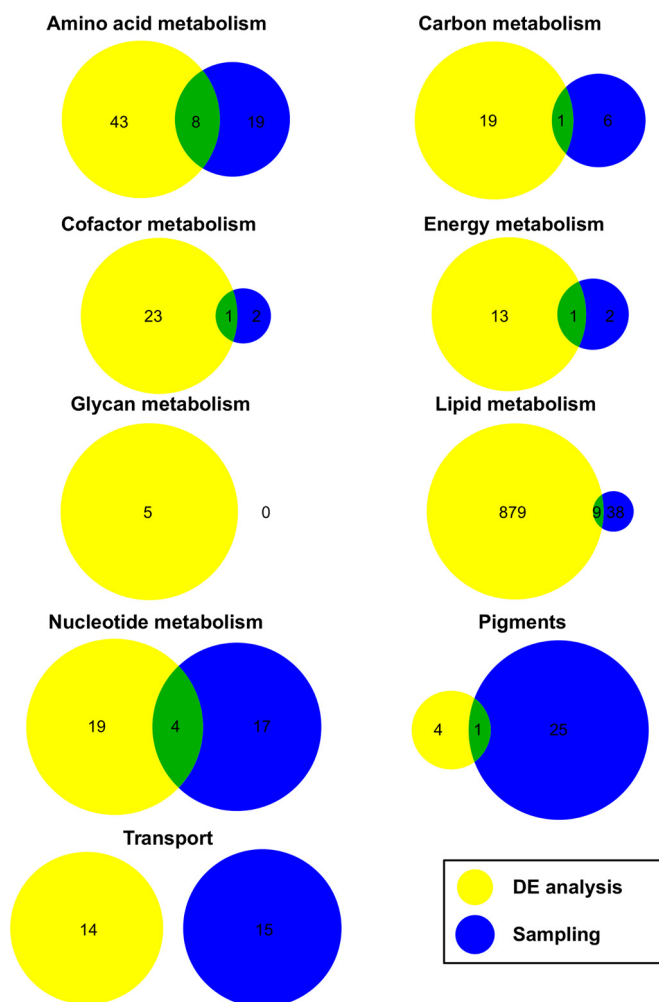 Amino acid metabolism
43 8 19
Carbon metabolism
19 1 6
Cofactor metabolism
23 1 2
Energy metabolism
13 1 2
Glycan metabolism
5 0
Lipid metabolism
879 9 38
Nucleotide metabolism
19 4 17
Pigments
4 1 25
Transport
14 15
DE analysis
Sampling